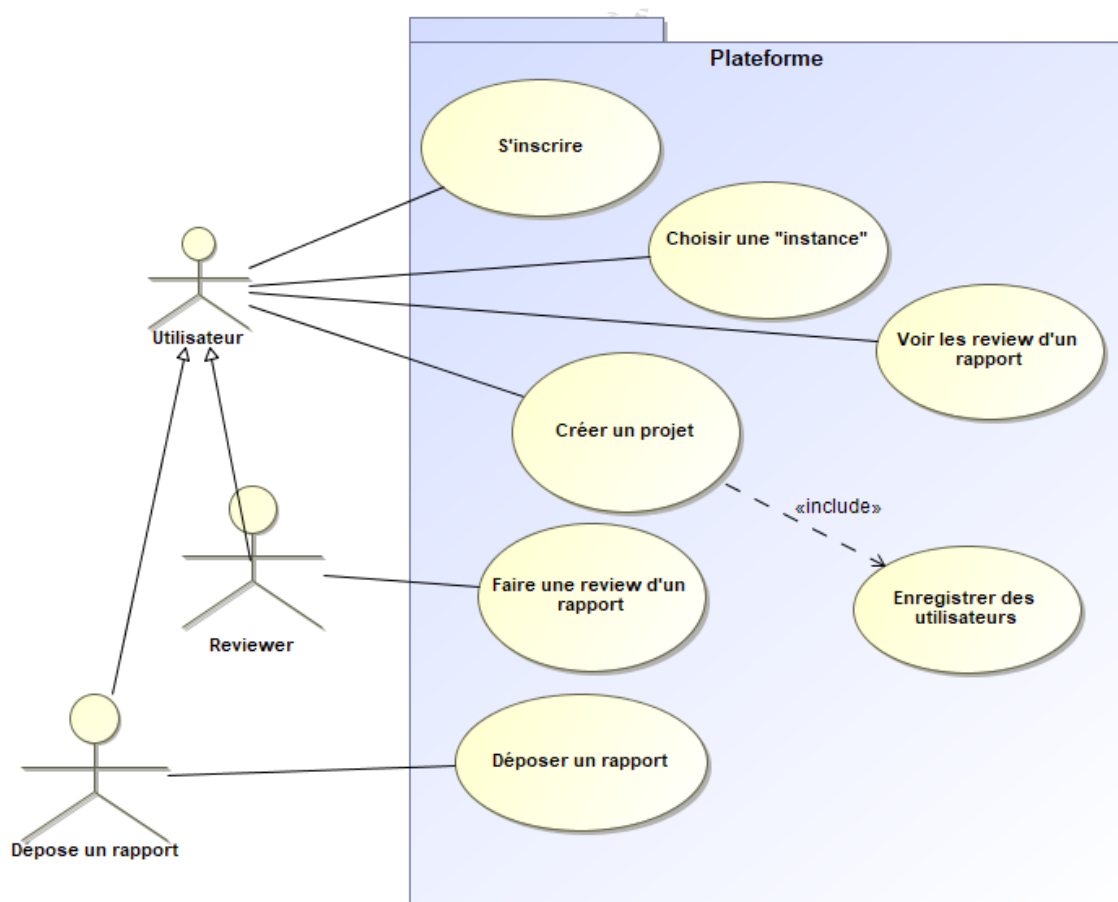 Plateforme
S'inscrire
Choisir une "instance"
Voir les review d'un
rapport
Utilisateur
Créer un projet
«include»
Faire une review d'un
rapport
Enregistrer des
utilisateurs
Reviewer
Déposer un rapport
Dépose un rapport